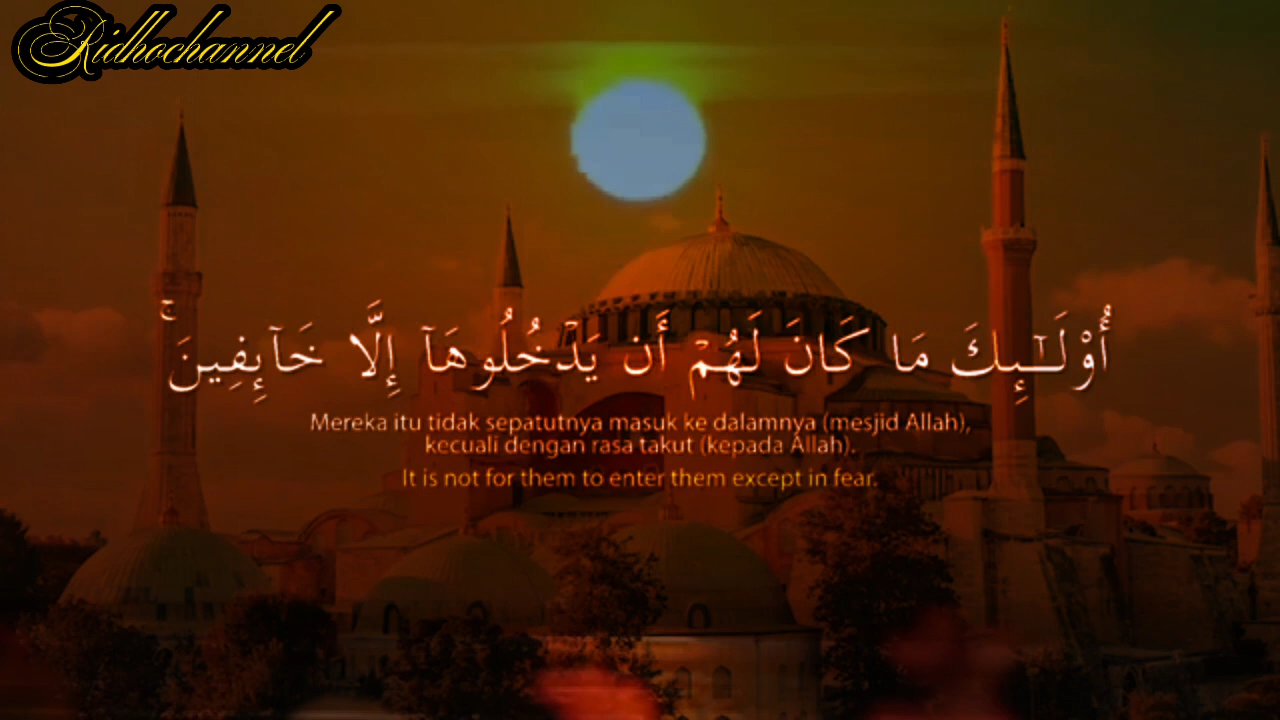 Ridhochannel
أُو۟لَـٰٓئِكَ مَا كَانَ لَهُمْ أَن يَدْخُلُوهَآ إِلَّا خَآئِفِينَ ۚ
Mereka itu tidak sepatutnya masuk ke dalamnya (mesjid Allah),
kecuali dengan rasa takut (kepada Allah).
It is not for them to enter them except in fear.